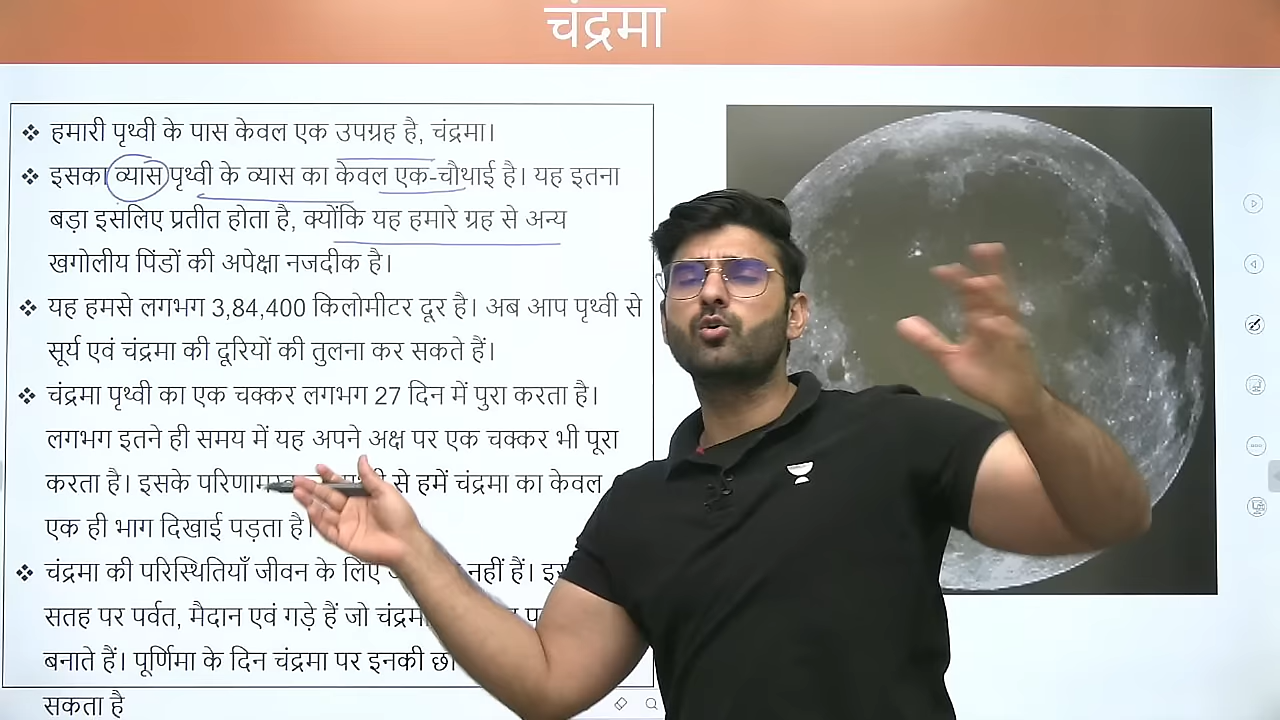 चंद्रमा
❖ हमारी पृथ्वी के पास केवल एक उपग्रह है, चंद्रमा।
❖ इसका व्यास पृथ्वी के व्यास का केवल एक-चौथाई है। यह इतना
बड़ा इसलिए प्रतीत होता है, क्योंकि यह हमारे ग्रह से अन्य
खगोलीय पिंडों की अपेक्षा नजदीक है।
❖ यह हमसे लगभग 3,84,400 किलोमीटर दूर है। अब आप पृथ्वी से
सूर्य एवं चंद्रमा की दूरियों की तुलना कर सकते हैं।
❖ चंद्रमा पृथ्वी का एक चक्कर लगभग 27 दिन में पुरा करता है।
लगभग इतने ही समय में यह अपने अक्ष पर एक चक्कर भी पूरा
करता है। इसके से हमें चंद्रमा का केवल
एक ही भाग दिखाई पड़ता है।
❖ चंद्रमा की परिस्थितियाँ जीवन के लिए नहीं हैं।
सतह पर पर्वत, मैदान एवं गड़े हैं जो
बनाते हैं। पूर्णिमा के दिन चंद्रमा पर इनकी
सकता है